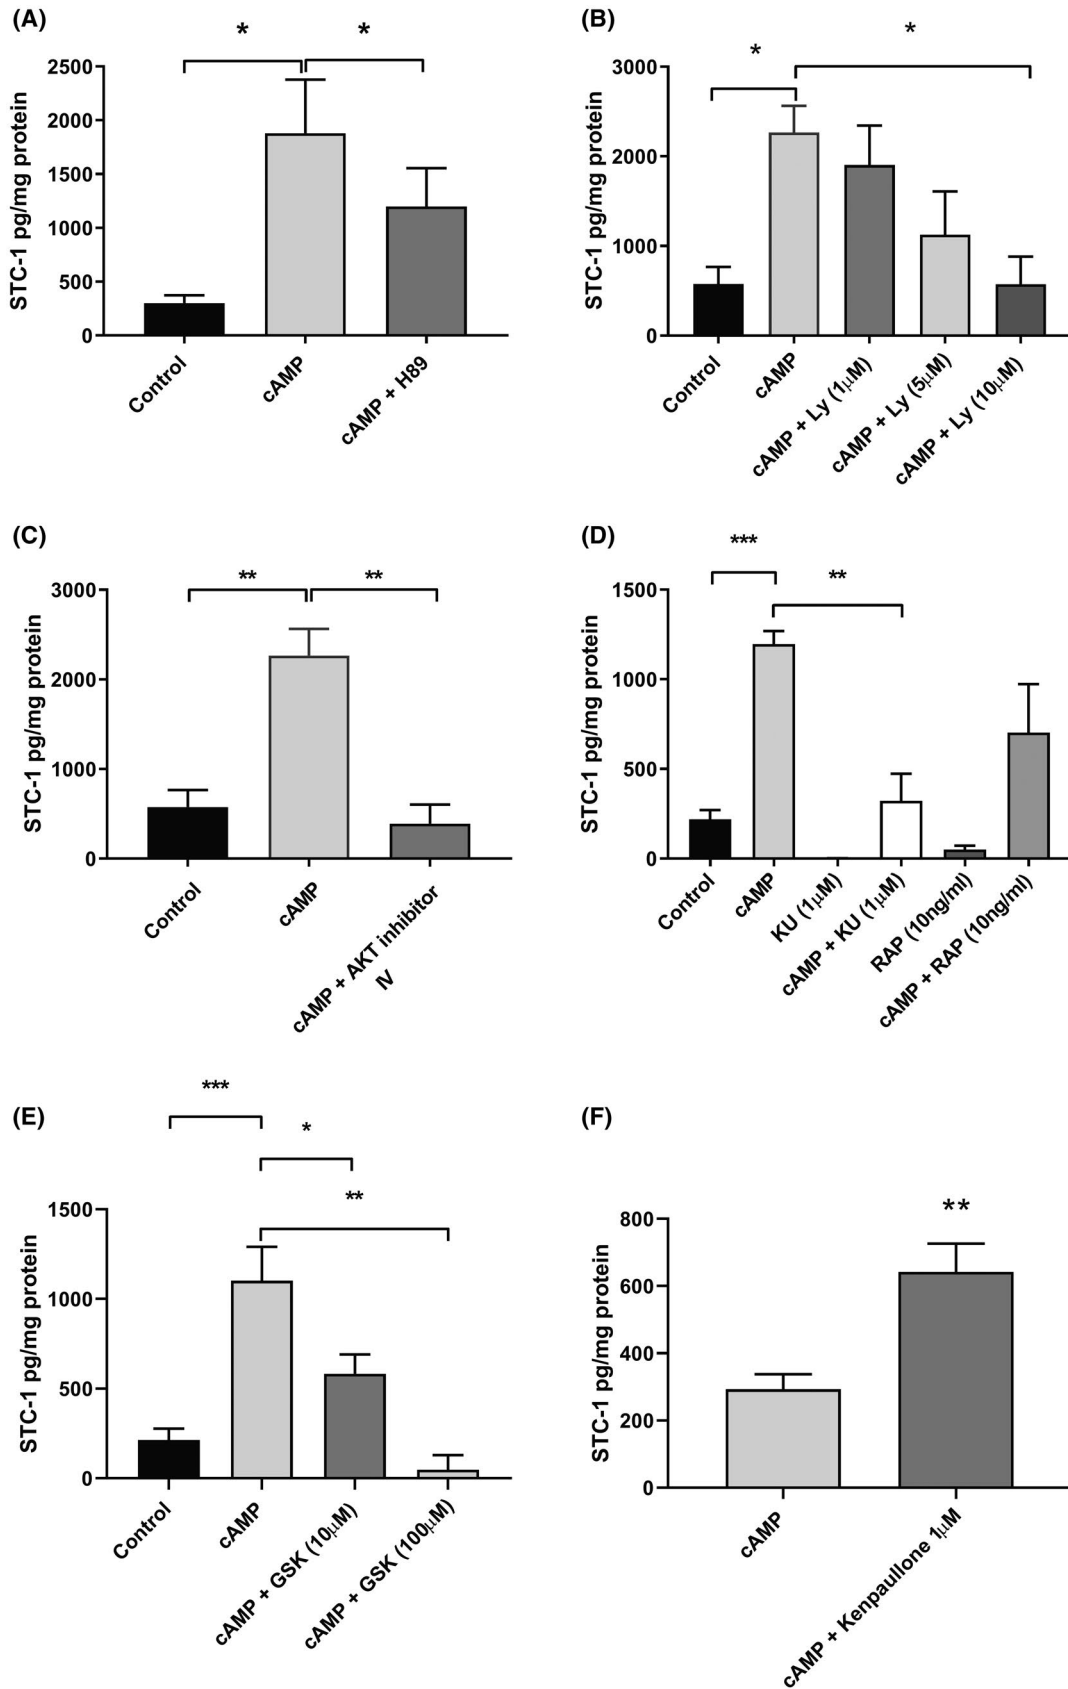 (A)
*
*
STC-1 pg/mg protein
2500
2000
1500
1000
500
0
Control
cAMP
cAMP + H89
(B)
*
*
STC-1 pg/mg protein
3000
2000
1000
0
Control
cAMP
cAMP + Ly (1μM)
cAMP + Ly (5μM)
cAMP + Ly (10μM)
(C)
**
**
STC-1 pg/mg protein
3000
2000
1000
0
Control
cAMP
cAMP + AKT inhibitor
IV
(D)
***
**
STC-1 pg/mg protein
1500
1000
500
0
Control
cAMP
KU (1μM)
cAMP + KU (1μM)
RAP (10ng/ml)
cAMP + RAP (10ng/ml)
(E)
***
*
**
STC-1 pg/mg protein
1500
1000
500
0
Control
cAMP
cAMP + GSK (10μM)
cAMP + GSK (100μM)
(F)
**
STC-1 pg/mg protein
800
600
400
200
0
cAMP
cAMP + Kenpaullone 1μM